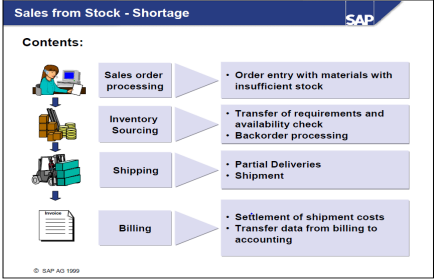 Sales from Stock - Shortage
SAP
Contents:
Sales order
processing
• Order entry with materials with
insufficient stock
Inventory
Sourcing
• Transfer of requirements and
availability check
• Backorder processing
Shipping
• Partial Deliveries
• Shipment
Invoice
Billing
• Settlement of shipment costs
• Transfer data from billing to
accounting
© SAP AG 1999